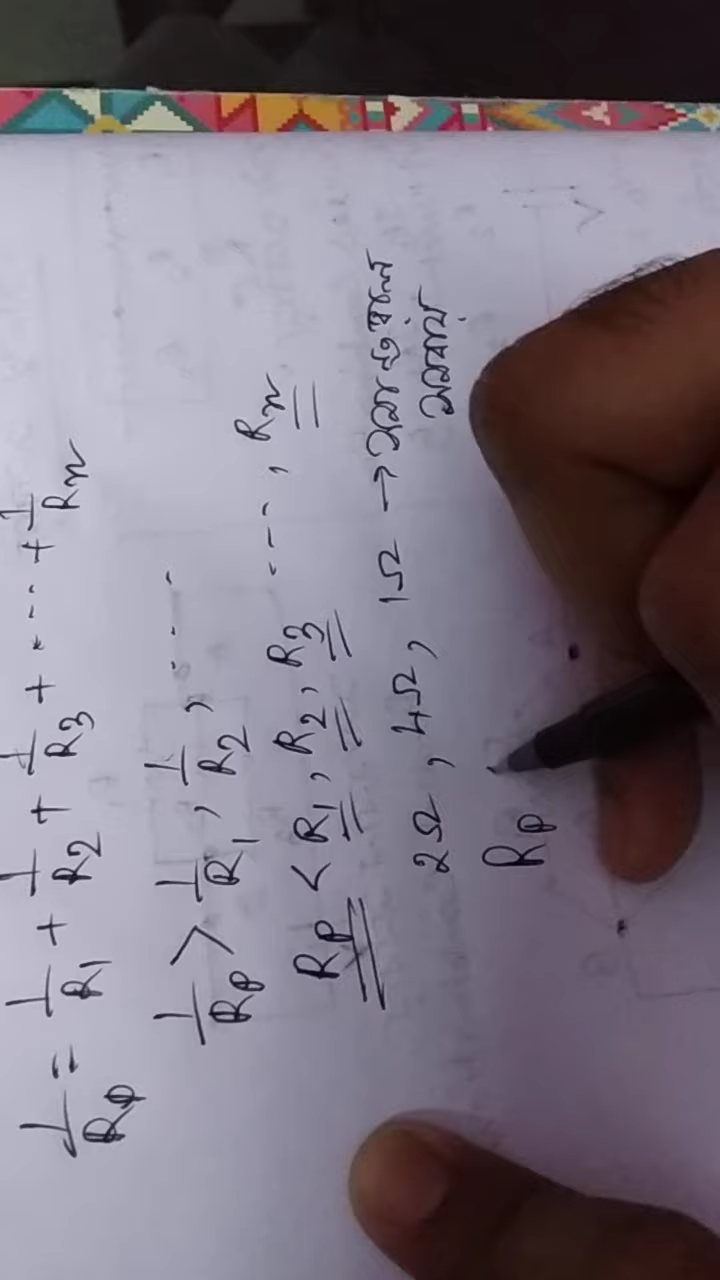 1/Rp = 1/R1 + 1/R2 + 1/R3 + ... + 1/Rn
1/Rp > 1/R1, 1/R2, ...
Rp < R1, R2, R3 ..., Rn
2Ω, 4Ω, 1Ω →
Rp